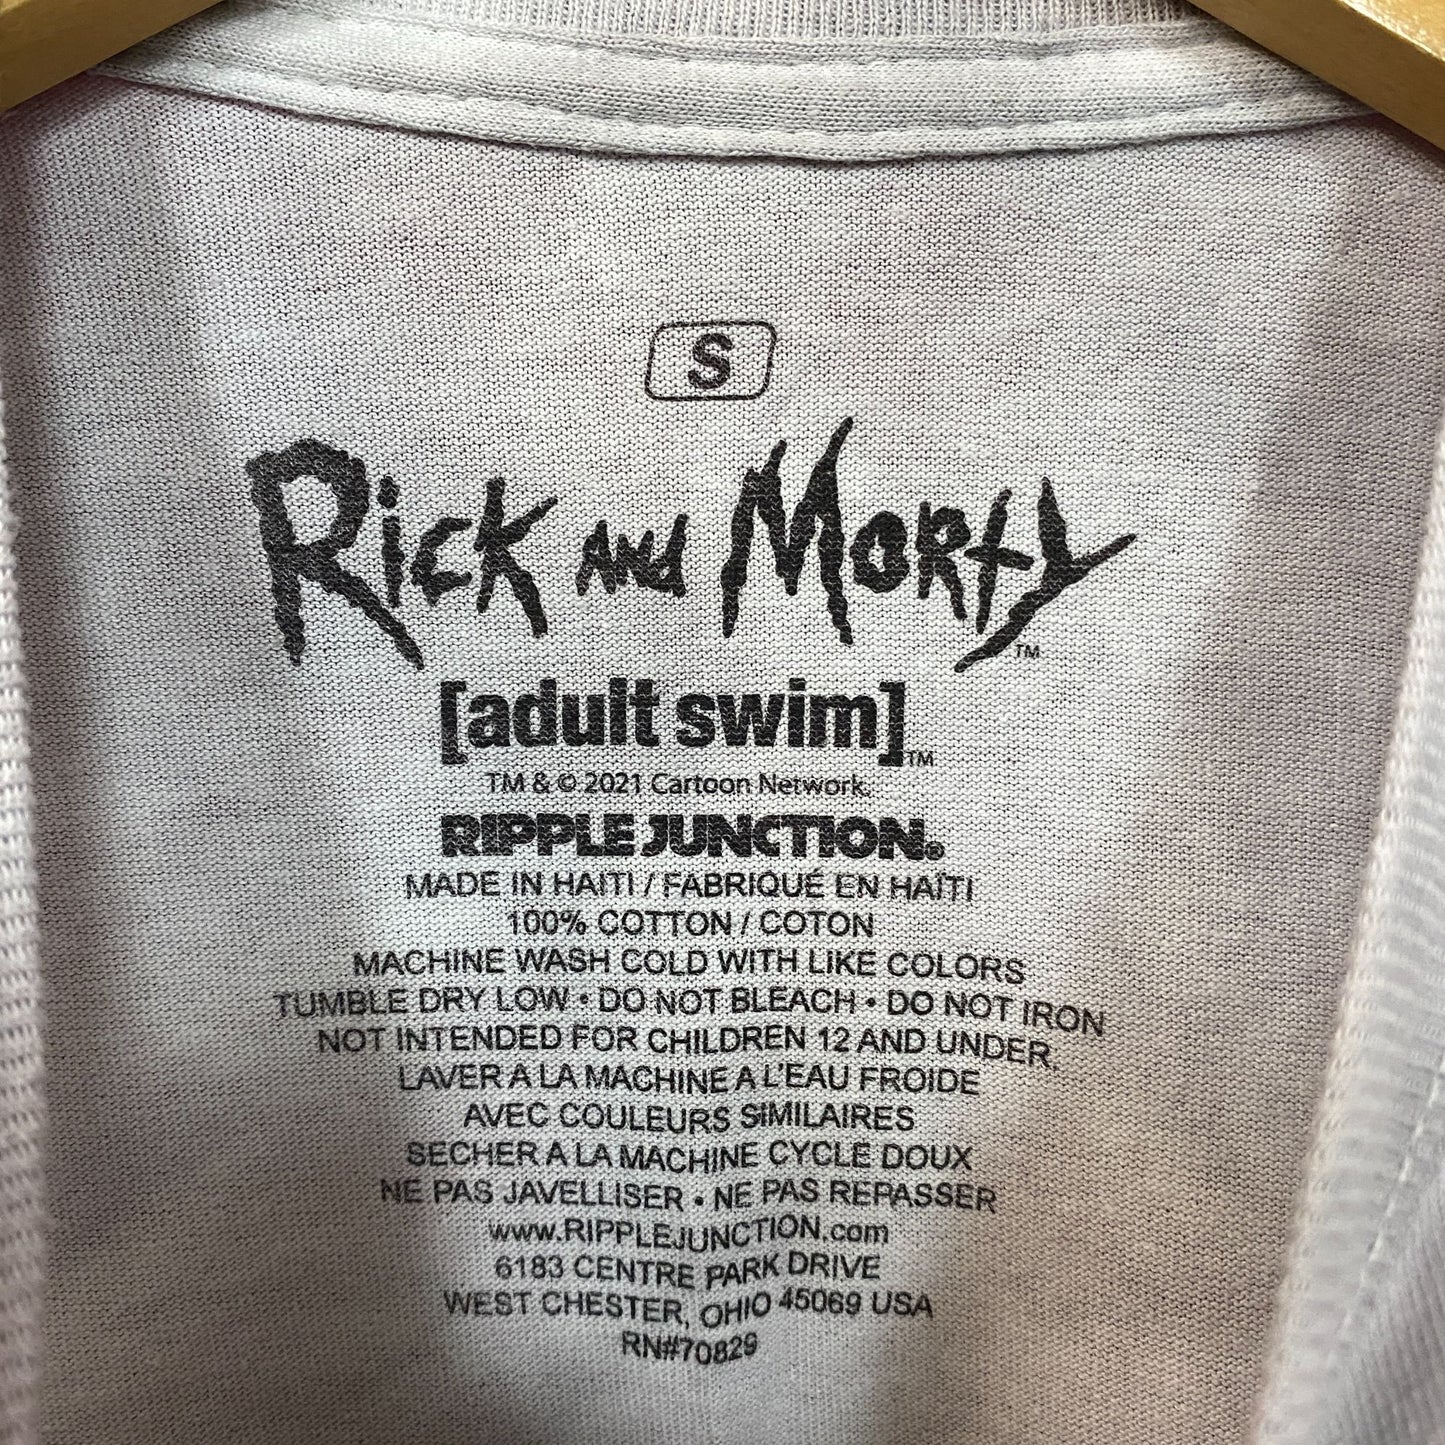 S
Rick and Morty™
[adult swim]™
TM & © 2021 Cartoon Network.
RIPPLE JUNCTION®
MADE IN HAITI / FABRIQUÉ EN HAÏTI
100% COTTON / COTON
MACHINE WASH COLD WITH LIKE COLORS
TUMBLE DRY LOW • DO NOT BLEACH • DO NOT IRON
NOT INTENDED FOR CHILDREN 12 AND UNDER.
LAVER A LA MACHINE A L'EAU FROIDE
AVEC COULEURS SIMILAIRES
SECHER A LA MACHINE CYCLE DOUX
NE PAS JAVELLISER • NE PAS REPASSER
www.RIPPLEJUNCTION.com
6183 CENTRE PARK DRIVE
WEST CHESTER, OHIO 45069 USA
RN#70829